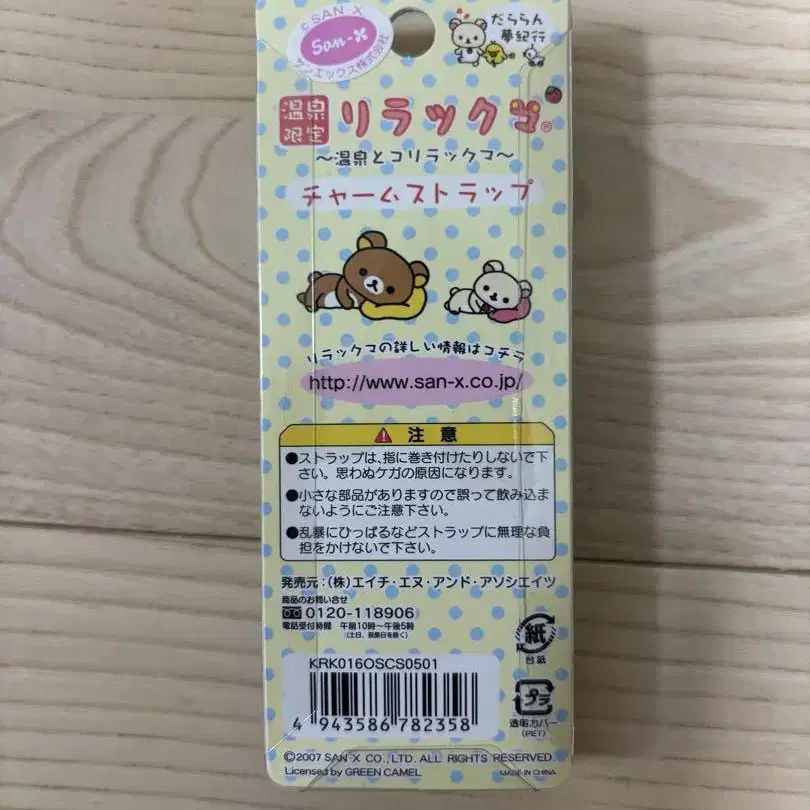 © SAN-X
San-X
サンエックス株式会社
だららん
夢紀行
温泉
限定
リラックマ®
～温泉とコリラックマ～
チャームストラップ
リラックマの詳しい情報はコチラ
http://www.san-x.co.jp/
注意
●ストラップは、指に巻き付けたりしないで下
さい。思わぬケガの原因になります。
●小さな部品がありますので誤って飲み込ま
ないようにご注意下さい。
●乱暴にひっぱるなどストラップに無理な負
担をかけないで下さい。
発売元：（株）エイチ・エヌ・アンド・アソシエイツ
商品のお問い合せ
0120-118906
電話受付時間 午前10時～午後5時
（土日、祝祭日を除く）
紙
台紙
KRK016OSCS0501
4 943586 782358
プラ
透明カバー
(PET)
©2007 SAN-X CO., LTD. ALL RIGHTS RESERVED.
Licensed by GREEN CAMEL
MADE IN CHINA